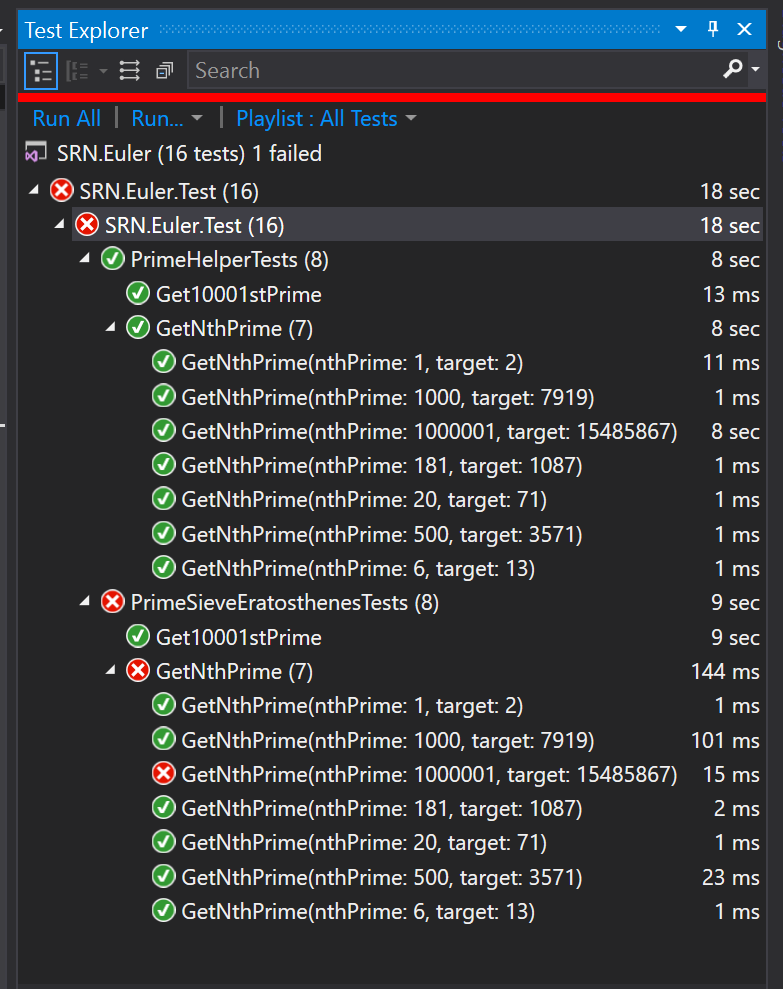 Test Explorer
Search
Run All | Run... | Playlist : All Tests
SRN.Euler (16 tests) 1 failed
SRN.Euler.Test (16) 18 sec
SRN.Euler.Test (16) 18 sec
PrimeHelperTests (8) 8 sec
Get10001stPrime 13 ms
GetNthPrime (7) 8 sec
GetNthPrime(nthPrime: 1, target: 2) 11 ms
GetNthPrime(nthPrime: 1000, target: 7919) 1 ms
GetNthPrime(nthPrime: 1000001, target: 15485867) 8 sec
GetNthPrime(nthPrime: 181, target: 1087) 1 ms
GetNthPrime(nthPrime: 20, target: 71) 1 ms
GetNthPrime(nthPrime: 500, target: 3571) 1 ms
GetNthPrime(nthPrime: 6, target: 13) 1 ms
PrimeSieveEratosthenesTests (8) 9 sec
Get10001stPrime 9 sec
GetNthPrime (7) 144 ms
GetNthPrime(nthPrime: 1, target: 2) 1 ms
GetNthPrime(nthPrime: 1000, target: 7919) 101 ms
GetNthPrime(nthPrime: 1000001, target: 15485867) 15 ms
GetNthPrime(nthPrime: 181, target: 1087) 2 ms
GetNthPrime(nthPrime: 20, target: 71) 1 ms
GetNthPrime(nthPrime: 500, target: 3571) 23 ms
GetNthPrime(nthPrime: 6, target: 13) 1 ms